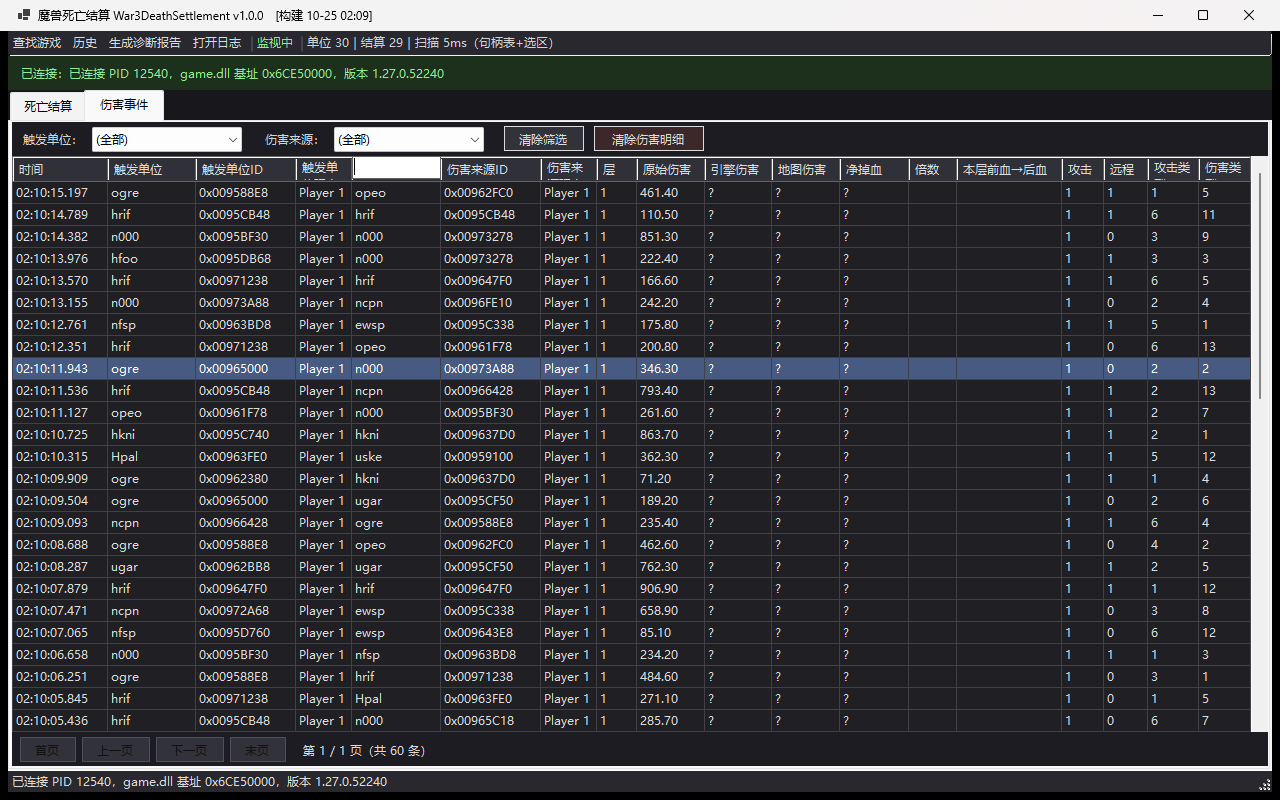 魔兽死亡结算 War3DeathSettlement v1.0.0 [构建 10-25 02:09]
查找游戏 历史 生成诊断报告 打开日志 | 监视中 | 单位 30 | 结算 29 | 扫描 5ms（句柄表+选区）
已连接：已连接 PID 12540，game.dll 基址 0x6CE50000，版本 1.27.0.52240
死亡结算 伤害事件
触发单位： (全部) 伤害来源： (全部) 清除筛选 清除伤害明细
时间 触发单位 触发单位ID 触发单 伤害来源ID 伤害来 层 原始伤害 引擎伤害 地图伤害 净掉血 倍数 本层前血→后血 攻击 远程 攻击类 伤害类
02:10:15.197 ogre 0x009588E8 Player 1 opeo 0x00962FC0 Player 1 1 461.40 ? ? ? 1 1 1 5
02:10:14.789 hrif 0x0095CB48 Player 1 hrif 0x0095CB48 Player 1 1 110.50 ? ? ? 1 1 6 11
02:10:14.382 n000 0x0095BF30 Player 1 n000 0x00973278 Player 1 1 851.30 ? ? ? 1 0 3 9
02:10:13.976 hfoo 0x0095DB68 Player 1 n000 0x00973278 Player 1 1 222.40 ? ? ? 1 1 3 3
02:10:13.570 hrif 0x00971238 Player 1 hrif 0x009647F0 Player 1 1 166.60 ? ? ? 1 1 6 5
02:10:13.155 n000 0x00973A88 Player 1 ncpn 0x0096FE10 Player 1 1 242.20 ? ? ? 1 0 2 4
02:10:12.761 nfsp 0x00963BD8 Player 1 ewsp 0x0095C338 Player 1 1 175.80 ? ? ? 1 1 5 1
02:10:12.351 hrif 0x00971238 Player 1 opeo 0x00961F78 Player 1 1 200.80 ? ? ? 1 0 6 13
02:10:11.943 ogre 0x00965000 Player 1 n000 0x00973A88 Player 1 1 346.30 ? ? ? 1 0 2 2
02:10:11.536 hrif 0x0095CB48 Player 1 ncpn 0x00966428 Player 1 1 793.40 ? ? ? 1 1 2 13
02:10:11.127 opeo 0x00961F78 Player 1 n000 0x0095BF30 Player 1 1 261.60 ? ? ? 1 1 2 7
02:10:10.725 hkni 0x0095C740 Player 1 hkni 0x009637D0 Player 1 1 863.70 ? ? ? 1 1 2 1
02:10:10.315 Hpal 0x00963FE0 Player 1 uske 0x00959100 Player 1 1 362.30 ? ? ? 1 1 5 12
02:10:09.909 ogre 0x00962380 Player 1 hkni 0x009637D0 Player 1 1 71.20 ? ? ? 1 1 1 4
02:10:09.504 ogre 0x00965000 Player 1 ugar 0x0095CF50 Player 1 1 189.20 ? ? ? 1 0 2 6
02:10:09.093 ncpn 0x00966428 Player 1 ogre 0x009588E8 Player 1 1 235.40 ? ? ? 1 1 6 4
02:10:08.688 ogre 0x009588E8 Player 1 opeo 0x00962FC0 Player 1 1 462.60 ? ? ? 1 0 4 2
02:10:08.287 ugar 0x00962BB8 Player 1 ugar 0x0095CF50 Player 1 1 762.30 ? ? ? 1 1 2 5
02:10:07.879 hrif 0x009647F0 Player 1 hrif 0x009647F0 Player 1 1 906.90 ? ? ? 1 1 1 12
02:10:07.471 ncpn 0x00972A68 Player 1 ewsp 0x0095C338 Player 1 1 658.90 ? ? ? 1 0 3 8
02:10:07.065 nfsp 0x0095D760 Player 1 ewsp 0x009643E8 Player 1 1 85.10 ? ? ? 1 0 6 12
02:10:06.658 n000 0x0095BF30 Player 1 nfsp 0x00963BD8 Player 1 1 234.20 ? ? ? 1 1 1 3
02:10:06.251 ogre 0x009588E8 Player 1 hrif 0x00971238 Player 1 1 484.60 ? ? ? 1 0 3 1
02:10:05.845 hrif 0x00971238 Player 1 Hpal 0x00963FE0 Player 1 1 271.10 ? ? ? 1 0 1 5
02:10:05.436 hrif 0x0095CB48 Player 1 n000 0x00965C18 Player 1 1 285.70 ? ? ? 1 0 6 7
首页 上一页 下一页 末页 第 1 / 1 页（共 60 条）
已连接 PID 12540，game.dll 基址 0x6CE50000，版本 1.27.0.52240